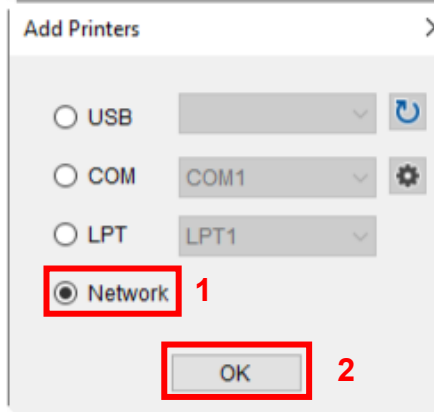 Add Printers
USB
COM COM1
LPT LPT1
Network 1
OK 2